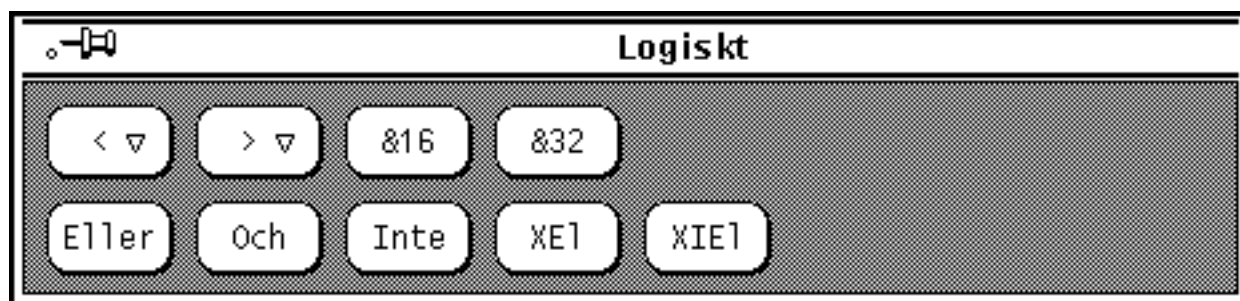 Logiskt
< ▽ > ▽ &16 &32
Eller Och Inte XEl XIEl